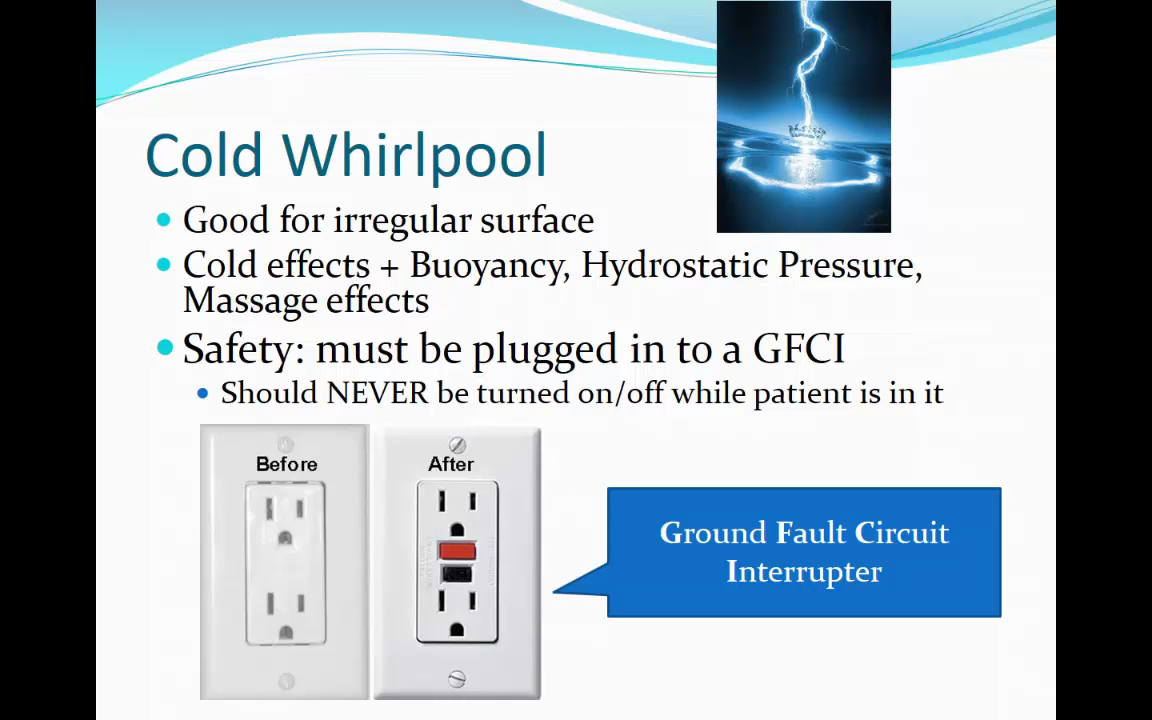 Cold Whirlpool
Good for irregular surface
Cold effects + Buoyancy, Hydrostatic Pressure,
Massage effects
Safety: must be plugged in to a GFCI
Should NEVER be turned on/off while patient is in it
Before
After
Ground Fault Circuit
Interrupter